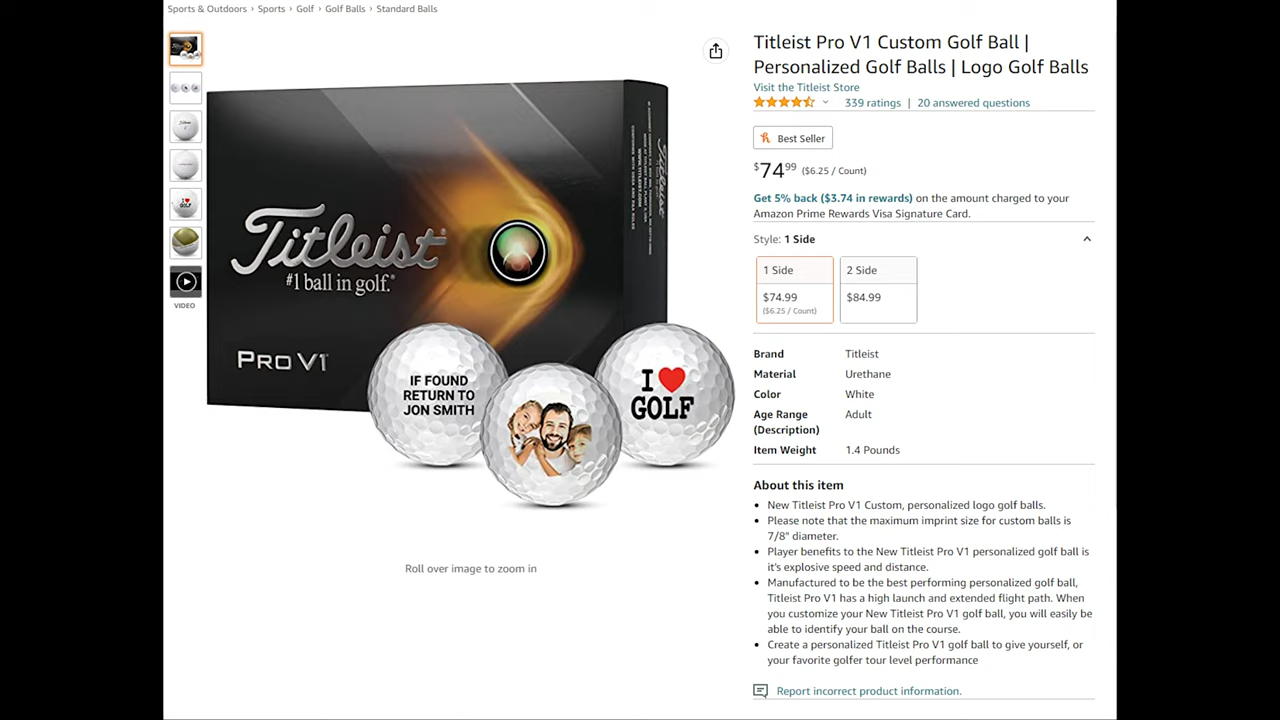 Sports & Outdoors › Sports › Golf › Golf Balls › Standard Balls
Titleist Pro V1 Custom Golf Ball |
Personalized Golf Balls | Logo Golf Balls
Visit the Titleist Store
339 ratings | 20 answered questions
Best Seller
$74.99 ($6.25 / Count)
Get 5% back ($3.74 in rewards) on the amount charged to your
Amazon Prime Rewards Visa Signature Card.
Style: 1 Side
1 Side
$74.99
($6.25 / Count)
2 Side
$84.99
Brand Titleist
Material Urethane
Color White
Age Range Adult
(Description)
Item Weight 1.4 Pounds
About this item
• New Titleist Pro V1 Custom, personalized logo golf balls.
• Please note that the maximum imprint size for custom balls is
7/8" diameter.
• Player benefits to the New Titleist Pro V1 personalized golf ball is
it's explosive speed and distance.
• Manufactured to be the best performing personalized golf ball,
Titleist Pro V1 has a high launch and extended flight path. When
you customize your New Titleist Pro V1 golf ball, you will easily be
able to identify your ball on the course.
• Create a personalized Titleist Pro V1 golf ball to give yourself, or
your favorite golfer tour level performance
Report incorrect product information.
Titleist
#1 ball in golf.®
PRO V1
Titleist
IF FOUND
RETURN TO
JON SMITH
I ❤ 
GOLF
I ❤
GOLF
VIDEO
Roll over image to zoom in